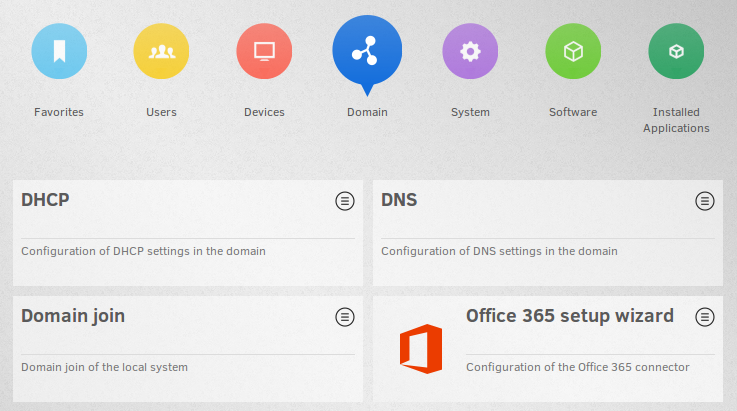 Favorites
Users
Devices
Domain
System
Software
Installed
Applications
DHCP
Configuration of DHCP settings in the domain
DNS
Configuration of DNS settings in the domain
Domain join
Domain join of the local system
Office 365 setup wizard
Configuration of the Office 365 connector